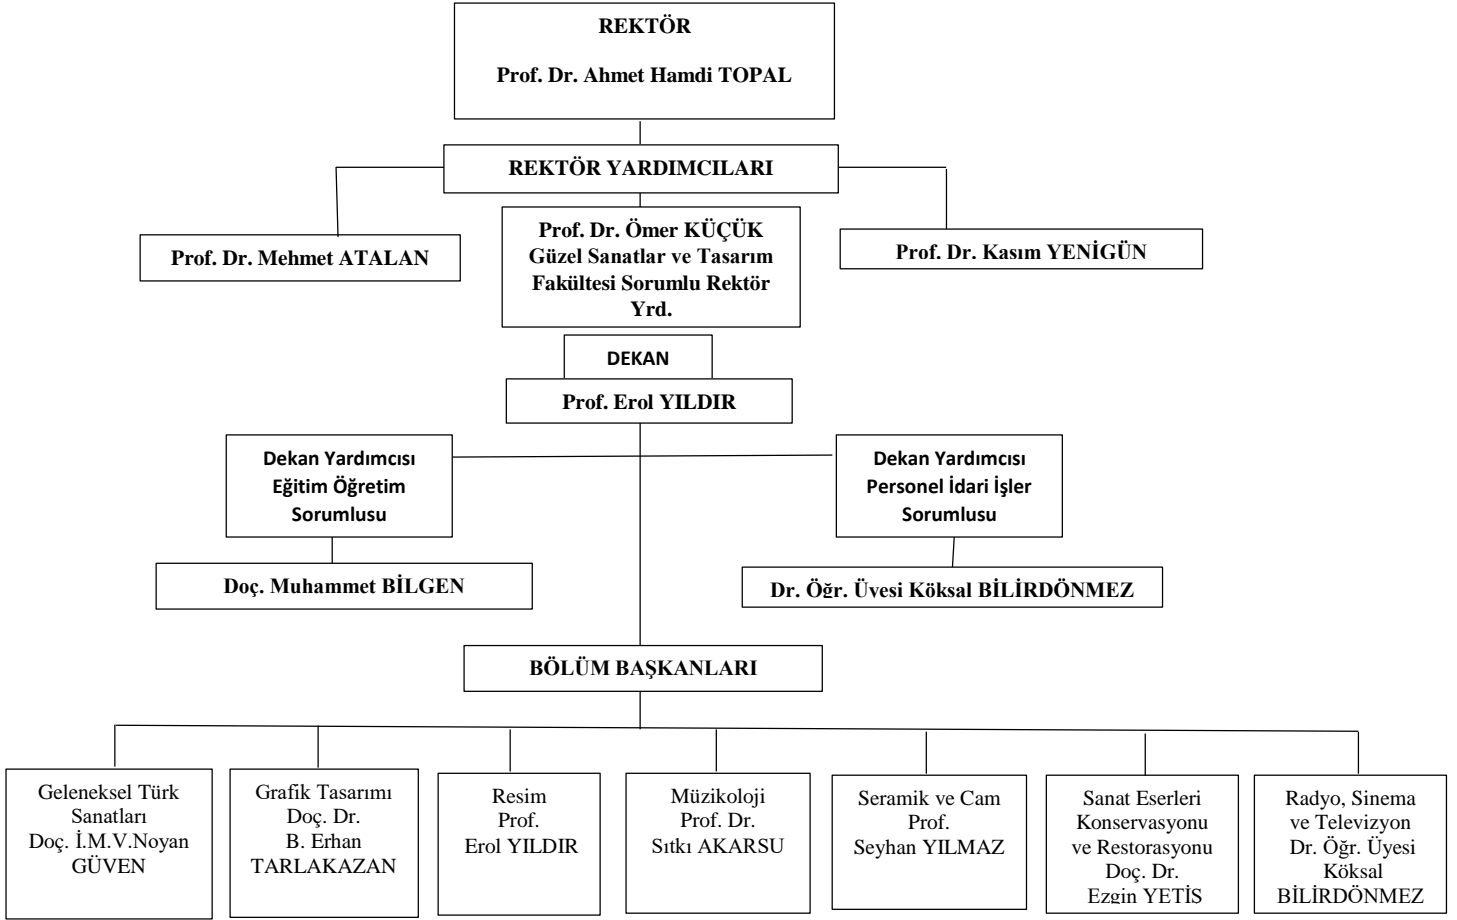 REKTÖR
Prof. Dr. Ahmet Hamdi TOPAL
REKTÖR YARDIMCILARI
Prof. Dr. Mehmet ATALAN
Prof. Dr. Ömer KÜÇÜK
Güzel Sanatlar ve Tasarım
Fakültesi Sorumlu Rektör
Yrd.
Prof. Dr. Kasım YENİGÜN
DEKAN
Prof. Erol YILDIR
Dekan Yardımcısı
Eğitim Öğretim
Sorumlusu
Dekan Yardımcısı
Personel İdari İşler
Sorumlusu
Doç. Muhammet BİLGEN
Dr. Öğr. Üyesi Köksal BİLİRDÖNMEZ
BÖLÜM BAŞKANLARI
Geleneksel Türk
Sanatları
Doç. İ.M.V.Noyan
GÜVEN
Grafik Tasarımı
Doç. Dr.
B. Erhan
TARLAKAZAN
Resim
Prof.
Erol YILDIR
Müzikoloji
Prof. Dr.
Sıtkı AKARSU
Seramik ve Cam
Prof.
Seyhan YILMAZ
Sanat Eserleri
Konservasyonu
ve Restorasyonu
Doç. Dr.
Ezgin YETİŞ
Radyo, Sinema
ve Televizyon
Dr. Öğr. Üyesi
Köksal
BİLİRDÖNMEZ